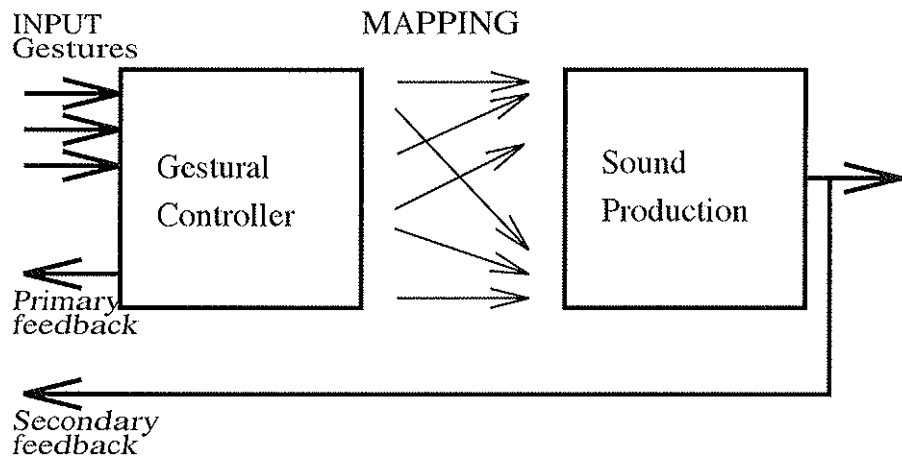 INPUT
Gestures
MAPPING
Gestural
Controller
Sound
Production
Primary
feedback
Secondary
feedback